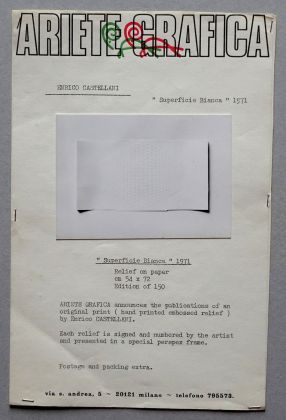 ARIETE GRAFICA
ENRICO CASTELLANI
" Superficie Bianca " 1971
" Superficie Bianca " 1971
Relief on paper
cm 54 x 72
Edition of 150
ARIETE GRAFICA announces the publications of an
original print ( hand printed embossed relief )
by Enrico CASTELLANI.
Each relief is signed and numbered by the artist
and presented in a special perspex frame.
Postage and packing extra.
via s. andrea, 5 ~ 20121 milano ~ telefono 795573.